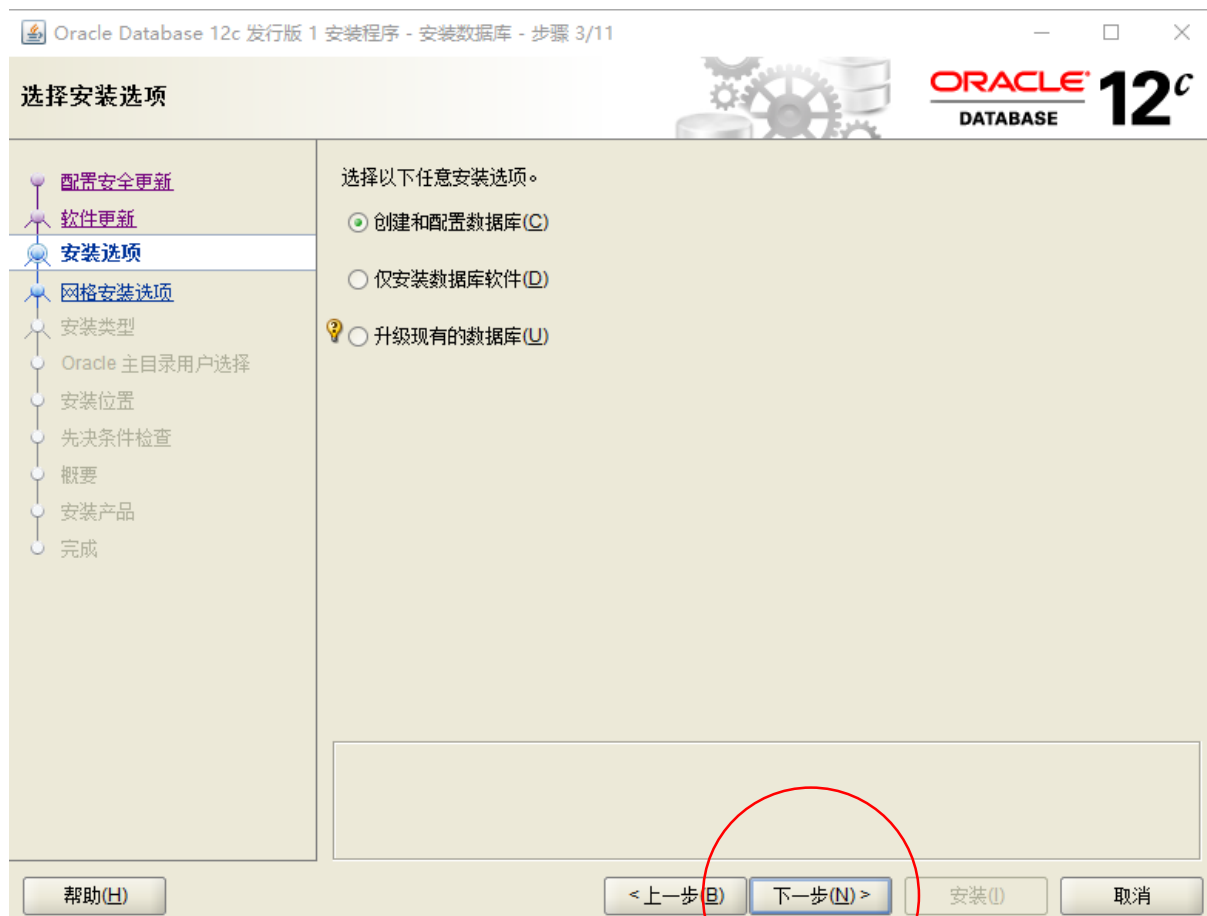 Oracle Database 12c 发行版 1 安装程序 - 安装数据库 - 步骤 3/11
选择安装选项
ORACLE 12c
DATABASE
配置安全更新
软件更新
安装选项
网格安装选项
安装类型
Oracle 主目录用户选择
安装位置
先决条件检查
概要
安装产品
完成
选择以下任意安装选项。
创建和配置数据库(C)
仅安装数据库软件(D)
升级现有的数据库(U)
帮助(H)
<上一步(B)
下一步(N) >
安装(I)
取消